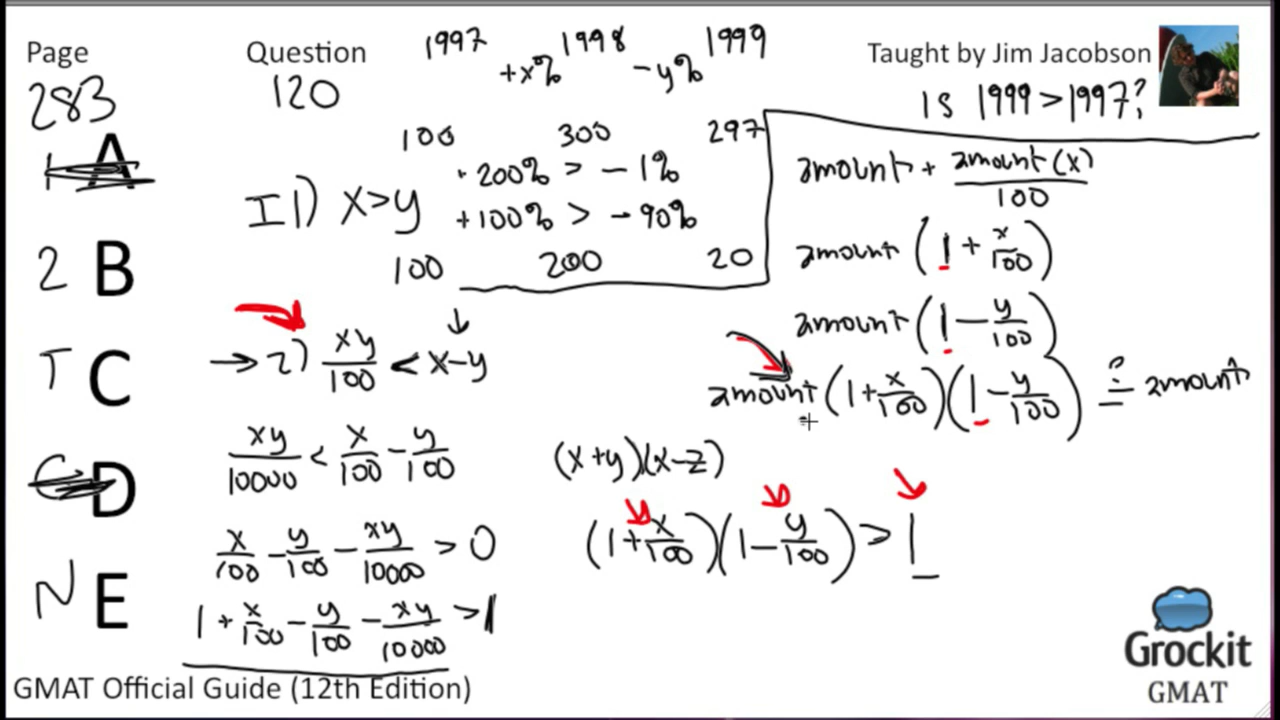 Page Question 1997 1998 1999 Taught by Jim Jacobson
283 120 +x% -y% Is 1999>1997?
100 300 297
1 A +200% > -1% amount + amount(x)/100
II) x>y +100% > -90%
2 B 100 200 20 amount (1 + x/100)
amount (1 - y/100)
→ 2) xy/100 < x-y
T C amount (1+x/100)(1-y/100) =? amount
xy/10000 < x/100 - y/100 (x+y)(x-z)
E D
x/100 - y/100 - xy/10000 > 0 (1+x/100)(1-y/100) > 1
N E 1 + x/100 - y/100 - xy/10000 > 1
Grockit
GMAT Official Guide (12th Edition) GMAT